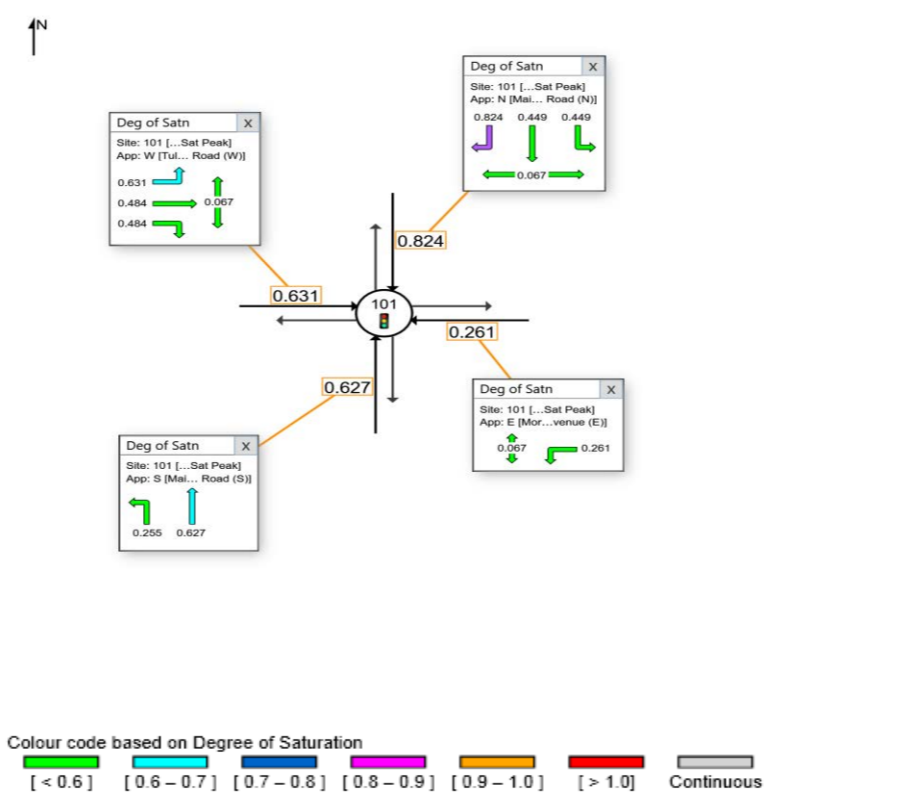 N
Deg of Satn X
Site: 101 [...Sat Peak]
App: N [Mai... Road (N)]
0.824 0.449 0.449
0.067
Deg of Satn X
Site: 101 [...Sat Peak]
App: W [Tul... Road (W)]
0.631
0.484 0.067
0.484
0.824
0.631
101
0.261
0.627
Deg of Satn X
Site: 101 [...Sat Peak]
App: E [Mor...venue (E)]
0.067 0.261
Deg of Satn X
Site: 101 [...Sat Peak]
App: S [Mai... Road (S)]
0.255 0.627
Colour code based on Degree of Saturation
[ < 0.6 ] [ 0.6 – 0.7 ] [ 0.7 – 0.8 ] [ 0.8 – 0.9 ] [ 0.9 – 1.0 ] [ > 1.0] Continuous